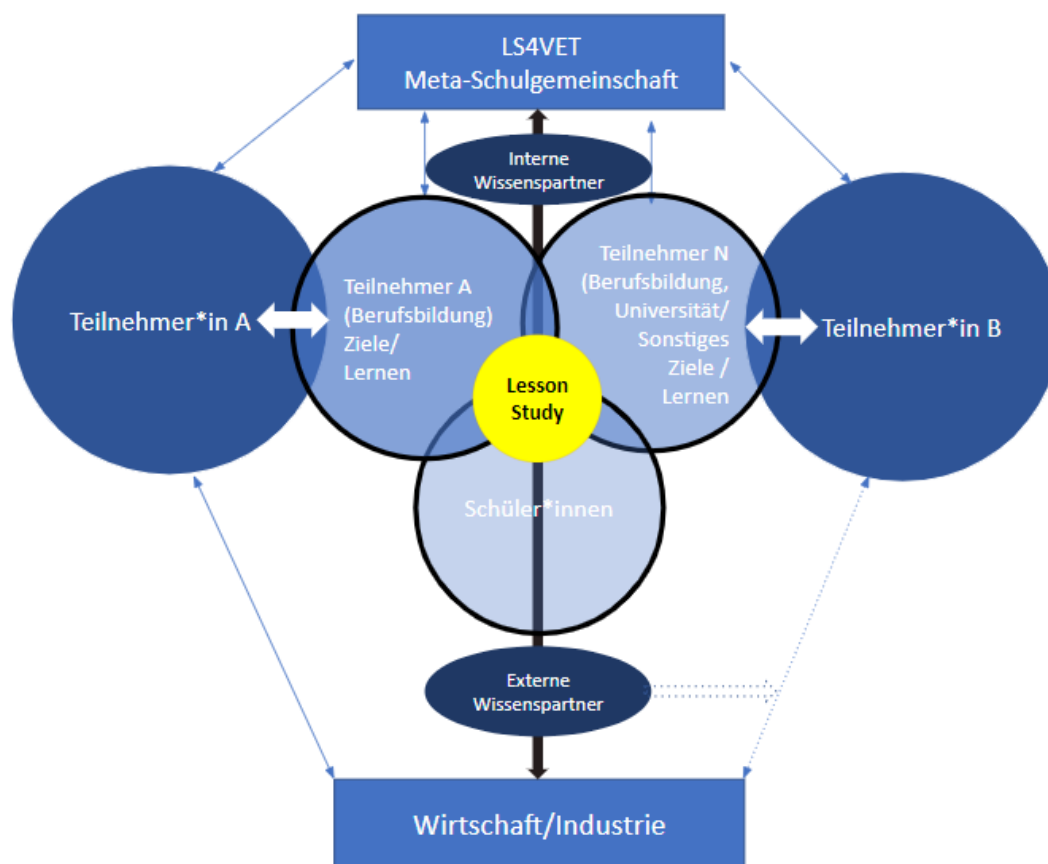 LS4VET
Meta-Schulgemeinschaft
Interne
Wissenspartner
Teilnehmer*in A
Teilnehmer A
(Berufsbildung)
Ziele/
Lernen
Teilnehmer N
(Berufsbildung,
Universität/
Sonstiges
Ziele /
Lernen
Teilnehmer*in B
Lesson
Study
Schüler*innen
Externe
Wissenspartner
Wirtschaft/Industrie